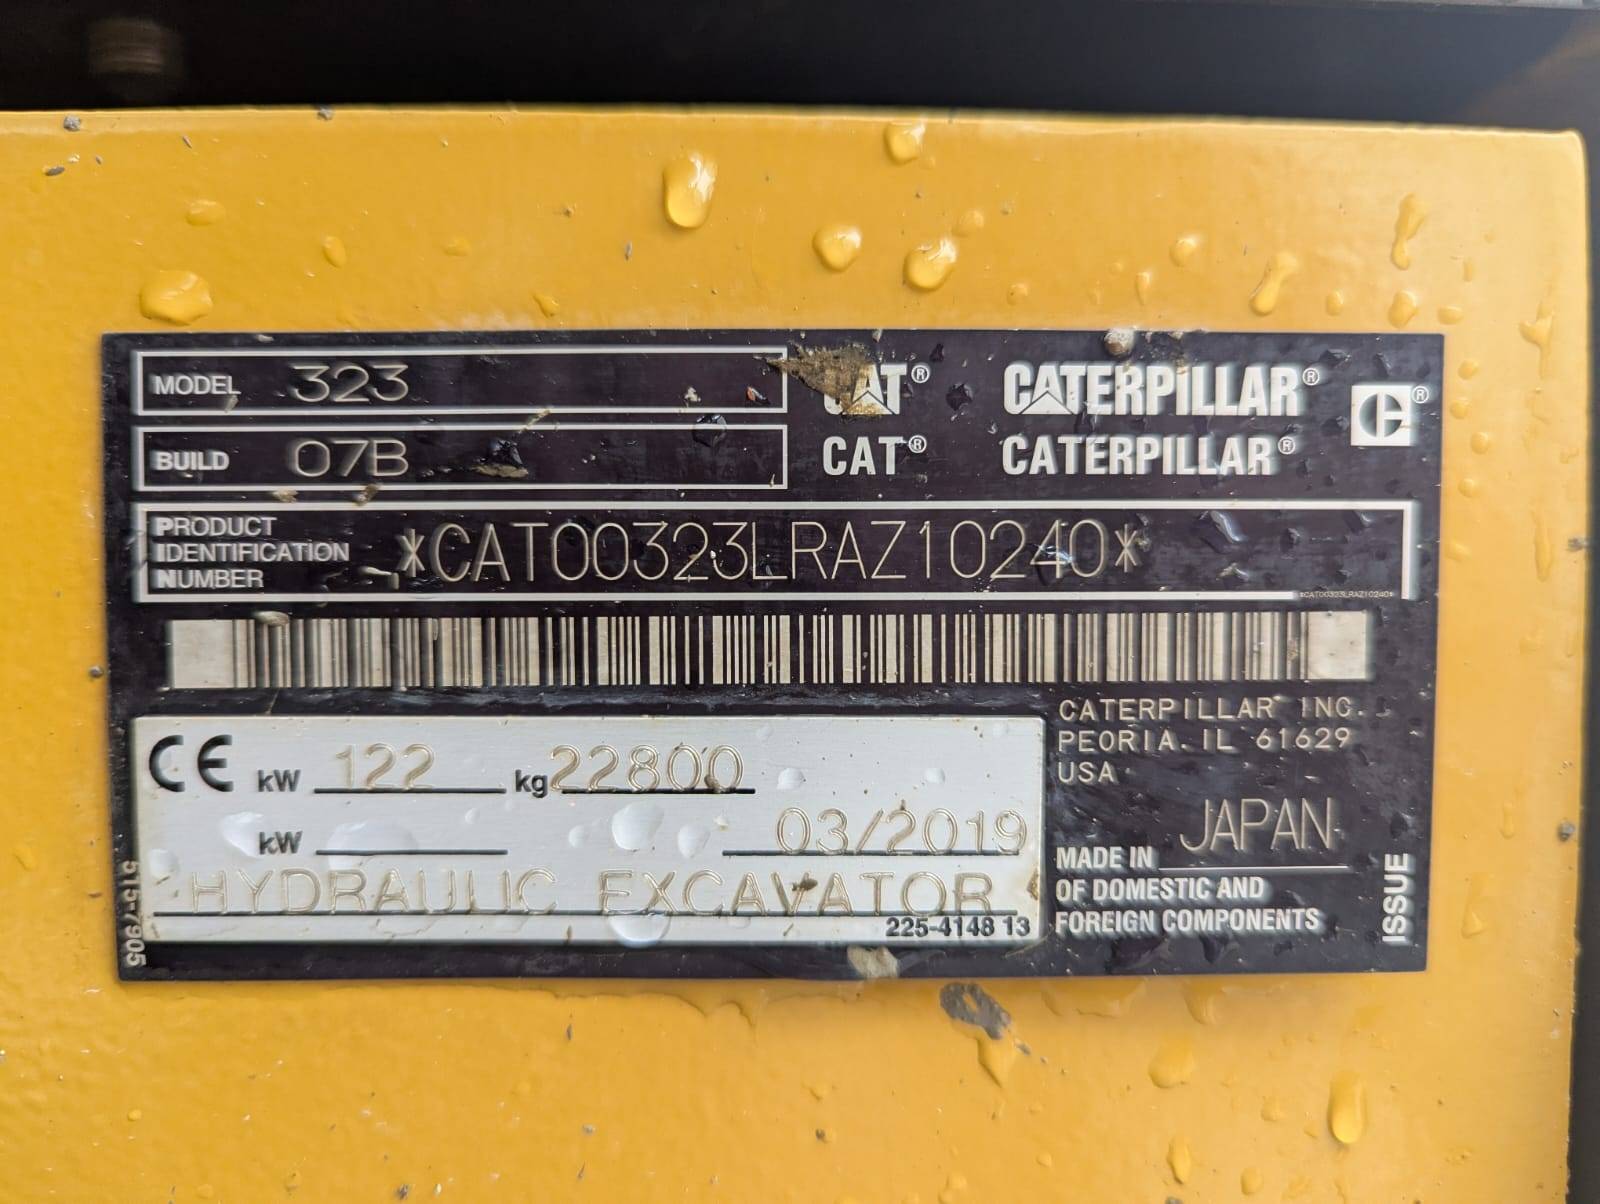 MODEL 323
CAT® CATERPILLAR® C®
BUILD 07B
CAT® CATERPILLAR®
PRODUCT
IDENTIFICATION
NUMBER
*CAT00323LRAZ10240*
*CAT00323LRAZ10240*
CE kW 122 kg 22800
kW 03/2019
HYDRAULIC EXCAVATOR
225-4148 13
515-7905
CATERPILLAR INC.
PEORIA. IL 61629
USA
MADE IN JAPAN
OF DOMESTIC AND
FOREIGN COMPONENTS
ISSUE